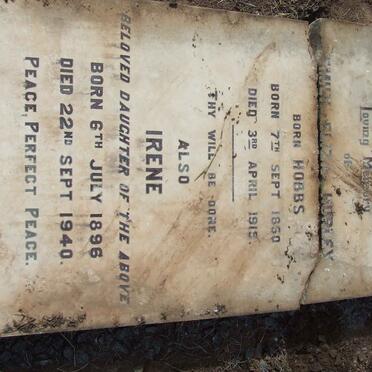 Loving Memory
of
BORN HOBBS
BORN 7TH SEPT 1850
DIED 3RD APRIL 1915.
THY WILL BE DONE.
ALSO
IRENE
BELOVED DAUGHTER OF THE ABOVE
BORN 6TH JULY 1896
DIED 22ND SEPT 1940.
PEACE, PERFECT PEACE.